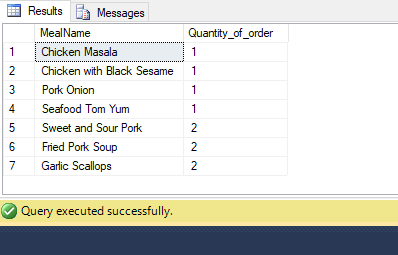 Results Messages
MealName Quantity_of_order
1 Chicken Masala 1
2 Chicken with Black Sesame 1
3 Pork Onion 1
4 Seafood Tom Yum 1
5 Sweet and Sour Pork 2
6 Fried Pork Soup 2
7 Garlic Scallops 2
Query executed successfully.